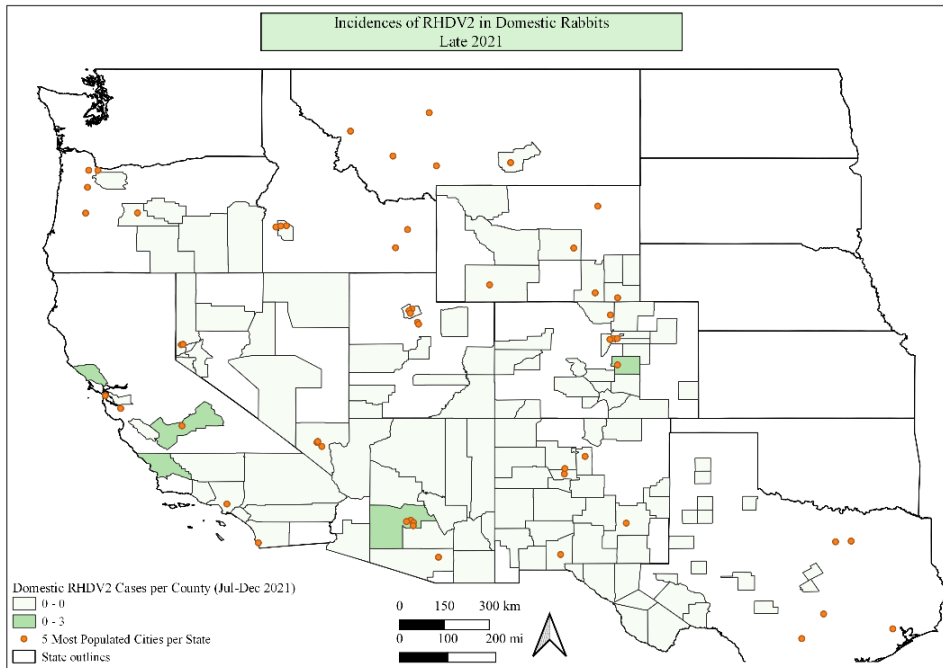 Incidences of RHDV2 in Domestic Rabbits
Late 2021
Domestic RHDV2 Cases per County (Jul-Dec 2021)
0 - 0
0 - 3
5 Most Populated Cities per State
State outlines
0 150 300 km
0 100 200 mi